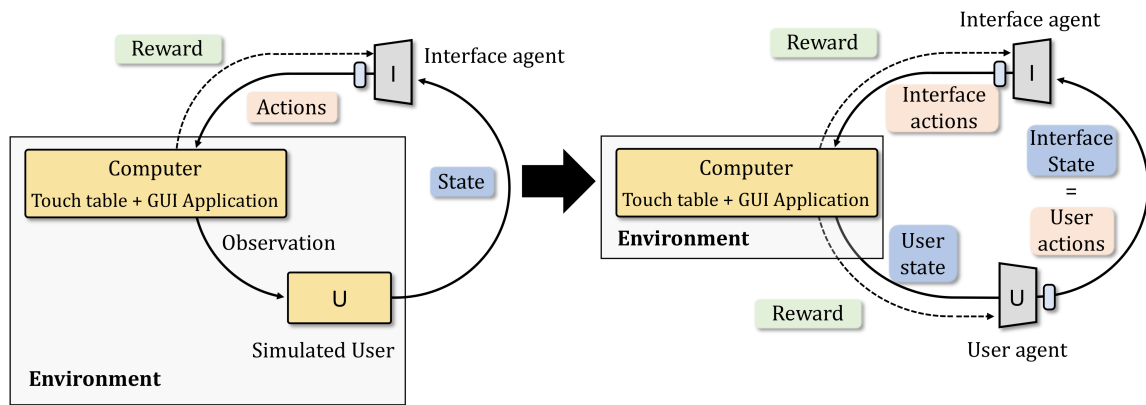 Reward
Interface agent
I
Actions
Computer
Touch table + GUI Application
State
Observation
U
Simulated User
Environment
Interface agent
Reward
I
Interface
actions
Interface
State
=
User
actions
Computer
Touch table + GUI Application
Environment
User
state
U
Reward
User agent